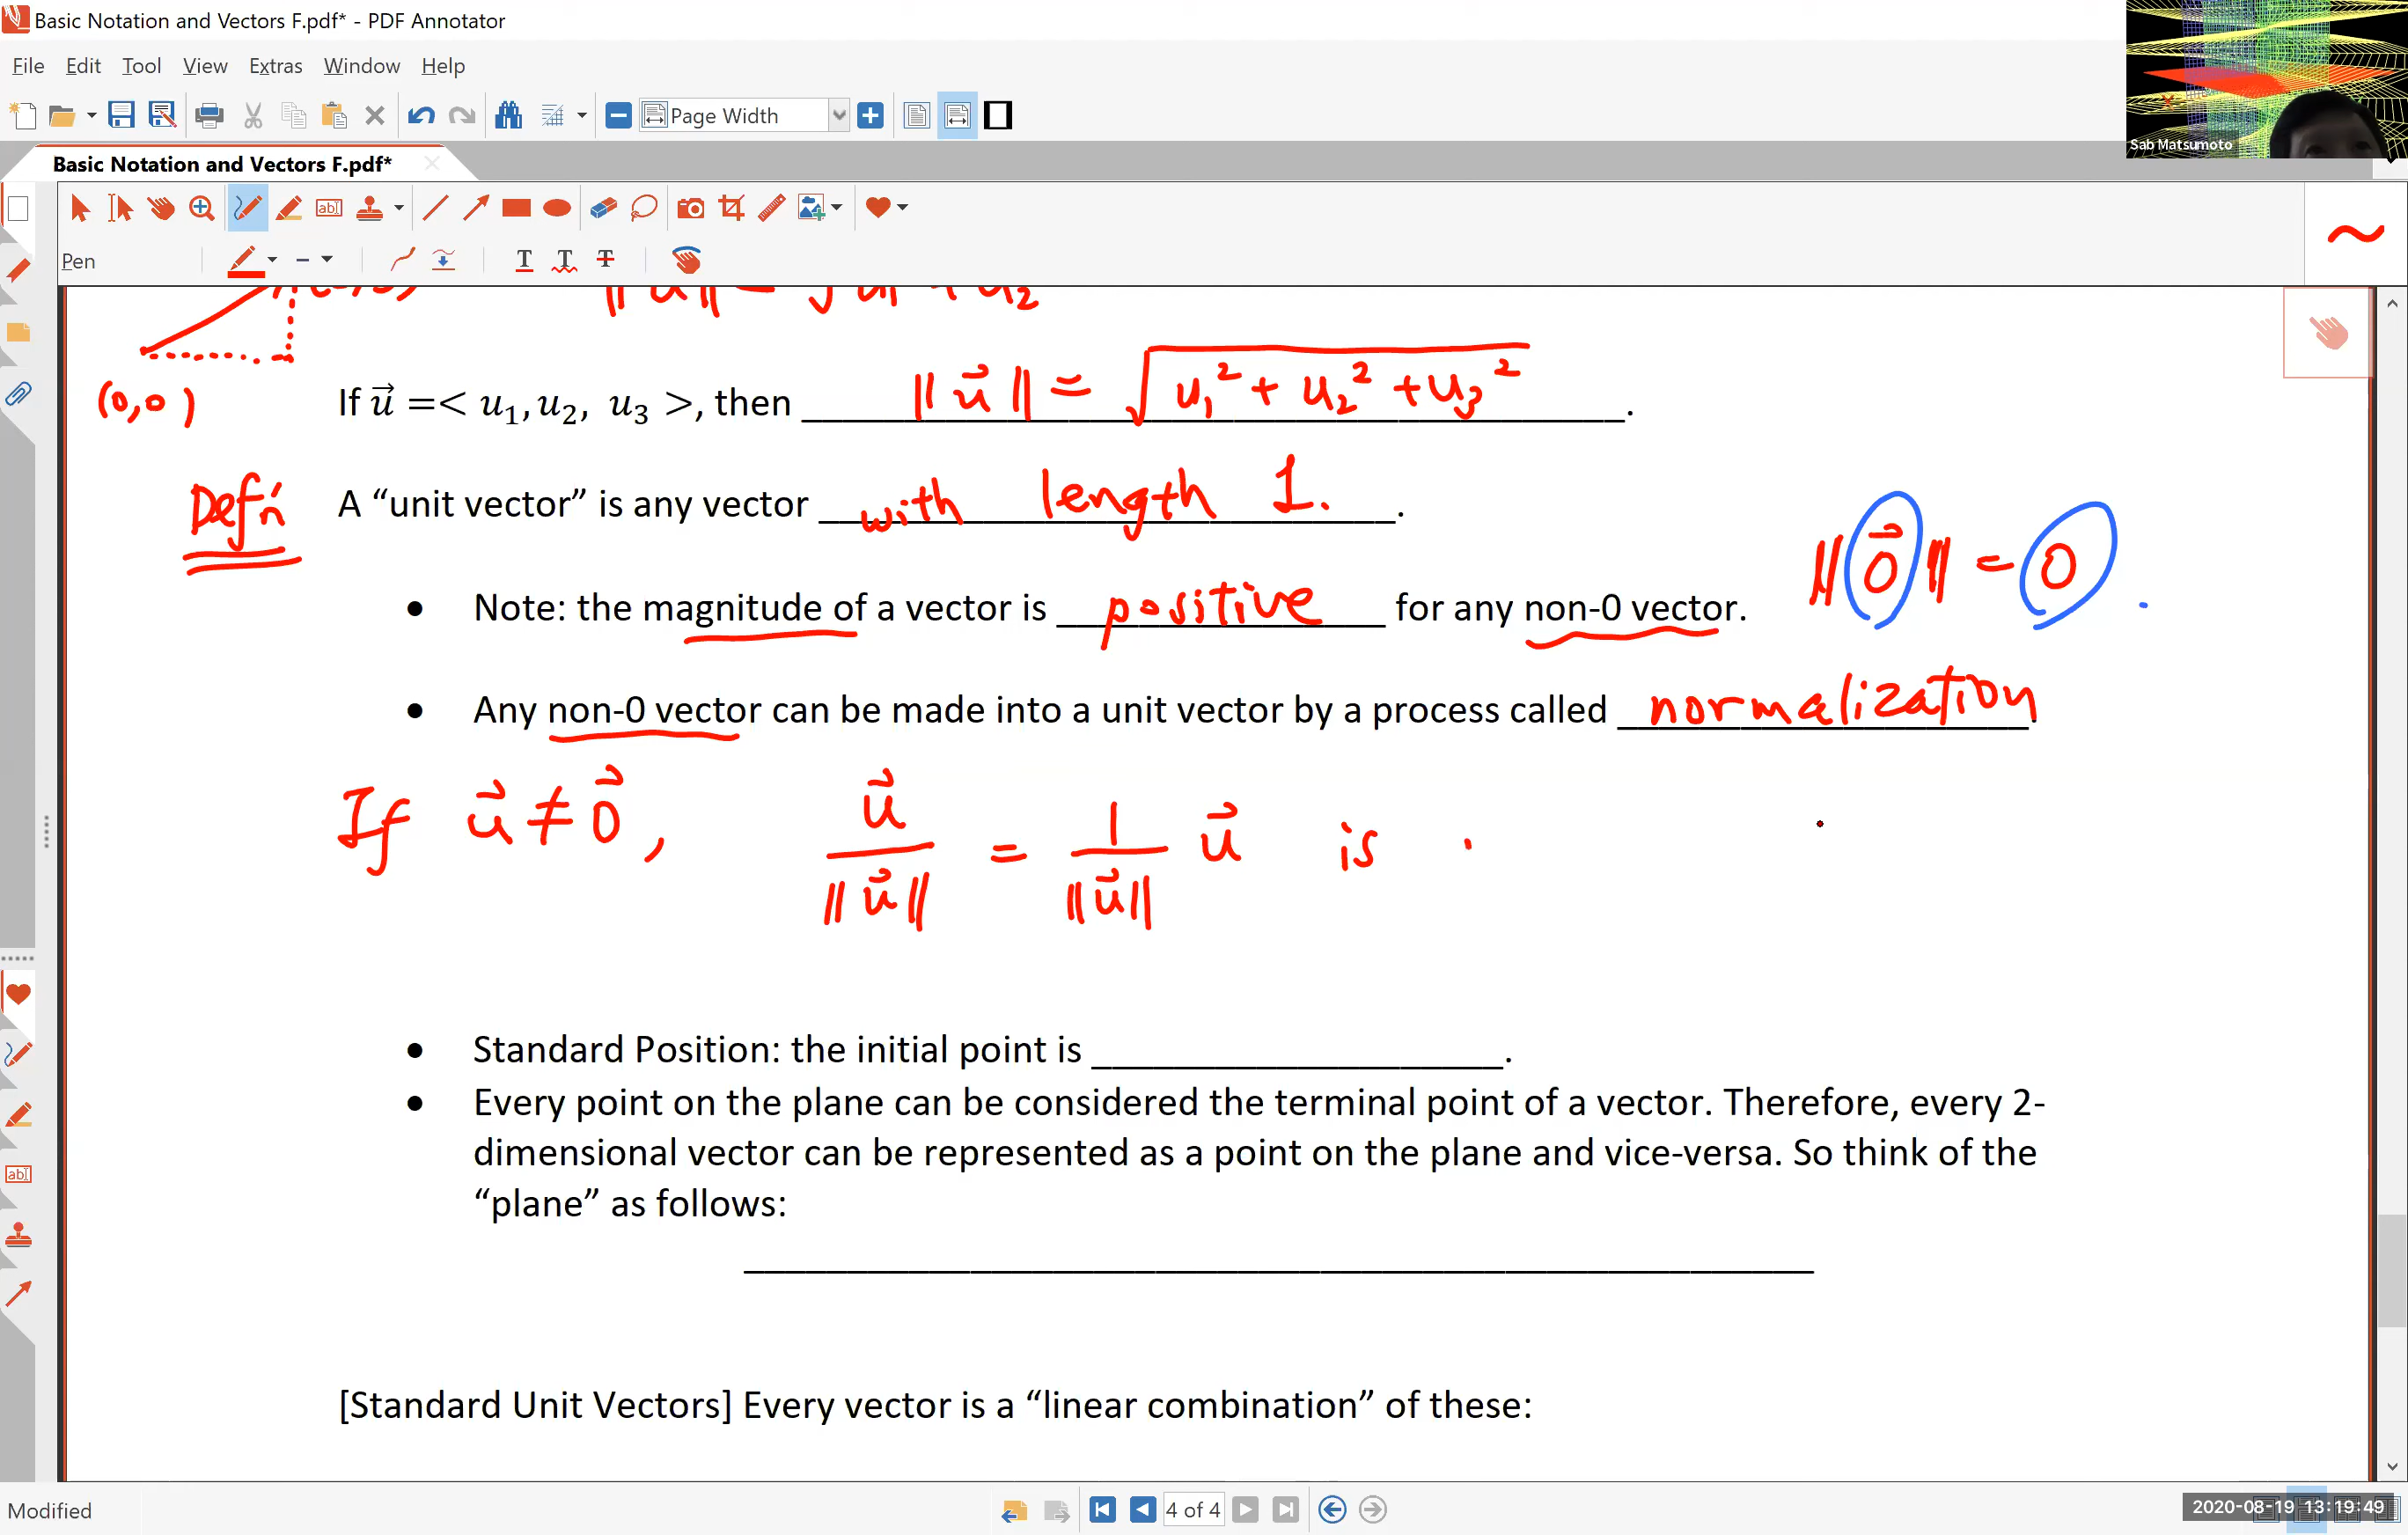 Basic Notation and Vectors F.pdf* - PDF Annotator
File Edit Tool View Extras Window Help
Page Width
Sab Matsumoto
Basic Notation and Vectors F.pdf*
Pen
(0,0)
If u⃗ =< u₁, u₂, u₃ >, then ‖u⃗‖ = √(u₁² + u₂² + u₃²).
Def'n A “unit vector” is any vector with length 1.
• Note: the magnitude of a vector is positive for any non-0 vector. ‖0⃗‖ = 0.
• Any non-0 vector can be made into a unit vector by a process called normalization.
If u⃗ ≠ 0⃗, u⃗/‖u⃗‖ = 1/‖u⃗‖ u⃗ is
• Standard Position: the initial point is ____________________.
• Every point on the plane can be considered the terminal point of a vector. Therefore, every 2-
dimensional vector can be represented as a point on the plane and vice-versa. So think of the
“plane” as follows:
[Standard Unit Vectors] Every vector is a “linear combination” of these:
Modified
4 of 4
2020-08-19 13:19:49